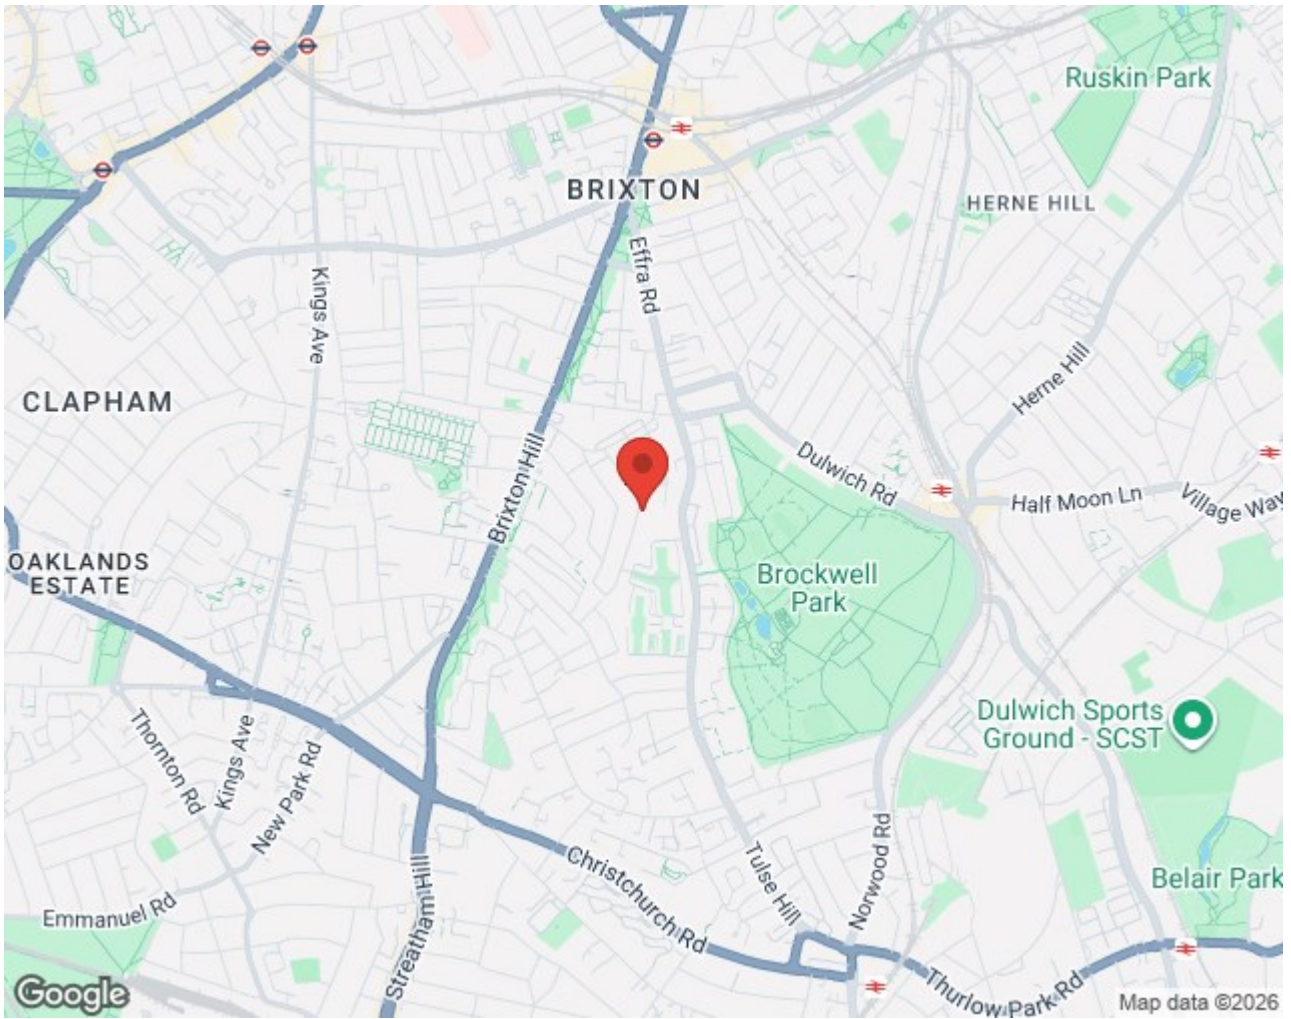 Ruskin Park
BRIXTON
HERNE HILL
Effra Rd
Kings Ave
Herne Hill
CLAPHAM
Brixton Hill
Dulwich Rd
Half Moon Ln
Village Way
OAKLANDS
ESTATE
Brockwell
Park
Dulwich Sports
Ground - SCST
Thornton Rd
Kings Ave
New Park Rd
Christchurch Rd
Tulse Hill
Norwood Rd
Belair Park
Emmanuel Rd
Streatham Hill
Thurlow Park Rd
Google
Map data ©2026